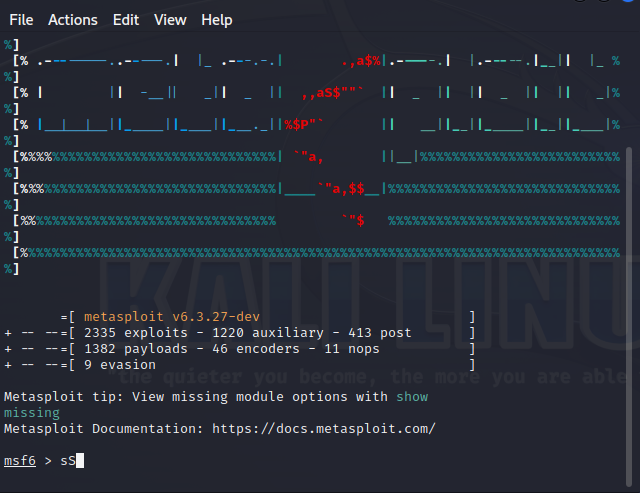 File Actions Edit View Help
%]
[% .--------.--.--.| |_ .---.-.| .,a$%|.-----.| |.-----.|__|| |_ %
%]
[% | || -__|| _| _ || ,,aS$""` || _ || || _ || || _|%
%]
[% |__|__|__||_____||____|___._||%$P"` || __||__||_____||__||____|%
%]
[%%%%%%%%%%%%%%%%%%%%%%%%%%%%%%%%| `"a, ||__|%%%%%%%%%%%%%%%%%%%%%%%%%
%]
[%%%%%%%%%%%%%%%%%%%%%%%%%%%%%%%%|____`"a,$$__|%%%%%%%%%%%%%%%%%%%%%%%%%%%%%
%]
[%%%%%%%%%%%%%%%%%%%%%%%%%%%%%%%% `"$ %%%%%%%%%%%%%%%%%%%%%%%%%%%%%
%]
[%%%%%%%%%%%%%%%%%%%%%%%%%%%%%%%%%%%%%%%%%%%%%%%%%%%%%%%%%%%%%%%%%%%%%%%%%%%
%]
=[ metasploit v6.3.27-dev ]
+ -- --=[ 2335 exploits - 1220 auxiliary - 413 post ]
+ -- --=[ 1382 payloads - 46 encoders - 11 nops ]
+ -- --=[ 9 evasion ]
KALI LINU
the quieter you become, the more you are able
Metasploit tip: View missing module options with show
missing
Metasploit Documentation: https://docs.metasploit.com/
msf6 > sS